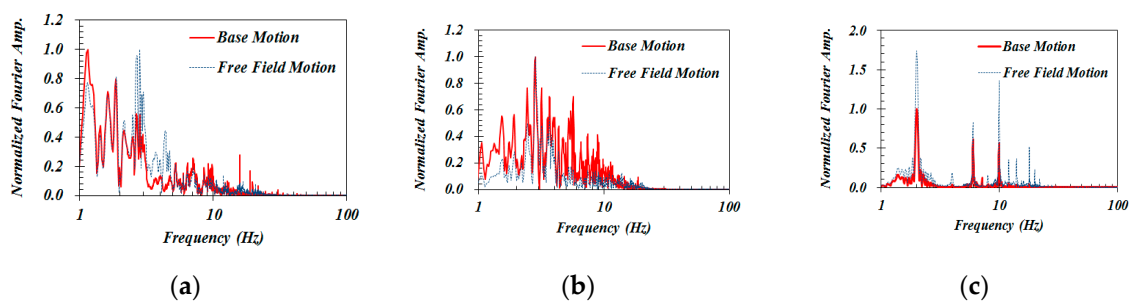 Normalized Fourier Amp.
1.2
1.0
0.8
0.6
0.4
0.2
0.0
Base Motion
Free Field Motion
1
10
100
Frequency (Hz)
(a)
Normalized Fourier Amp.
1.2
1.0
0.8
0.6
0.4
0.2
0.0
Base Motion
Free Field Motion
1
10
100
Frequency (Hz)
(b)
Normalized Fourier Amp.
2.0
1.5
1.0
0.5
0.0
Base Motion
Free Field Motion
1
10
100
Frequency (Hz)
(c)